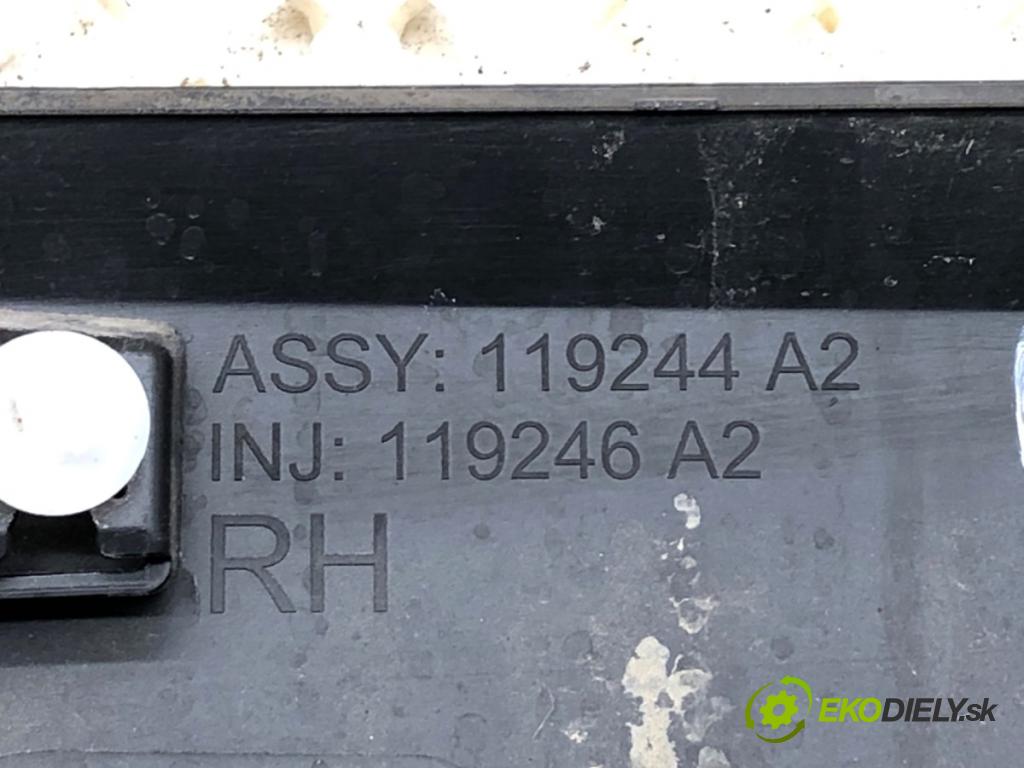 ASSY: 119244 A2
INJ: 119246 A2
RH
EKODIELY.sk